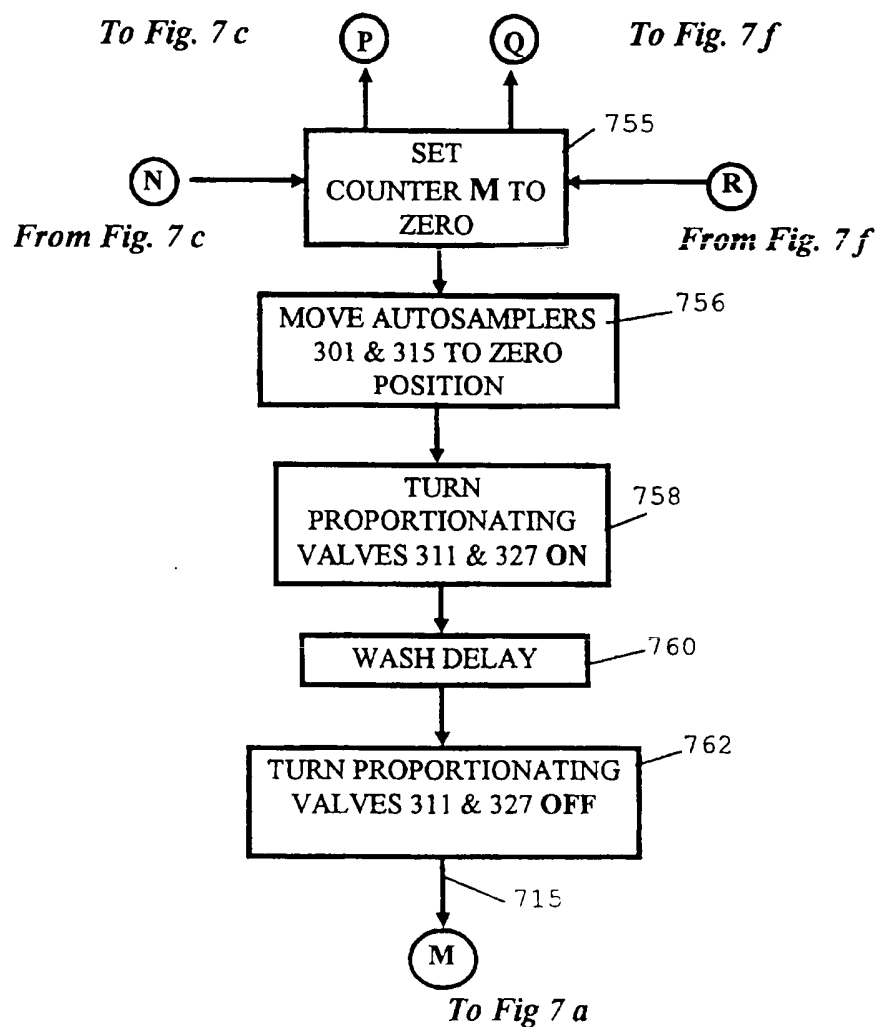 To Fig. 7 c
P
Q
To Fig. 7 f
755
SET
COUNTER M TO
ZERO
N
R
From Fig. 7 c
From Fig. 7 f
756
MOVE AUTOSAMPLERS
301 & 315 TO ZERO
POSITION
758
TURN
PROPORTIONATING
VALVES 311 & 327 ON
WASH DELAY
760
762
TURN PROPORTIONATING
VALVES 311 & 327 OFF
715
M
To Fig 7 a